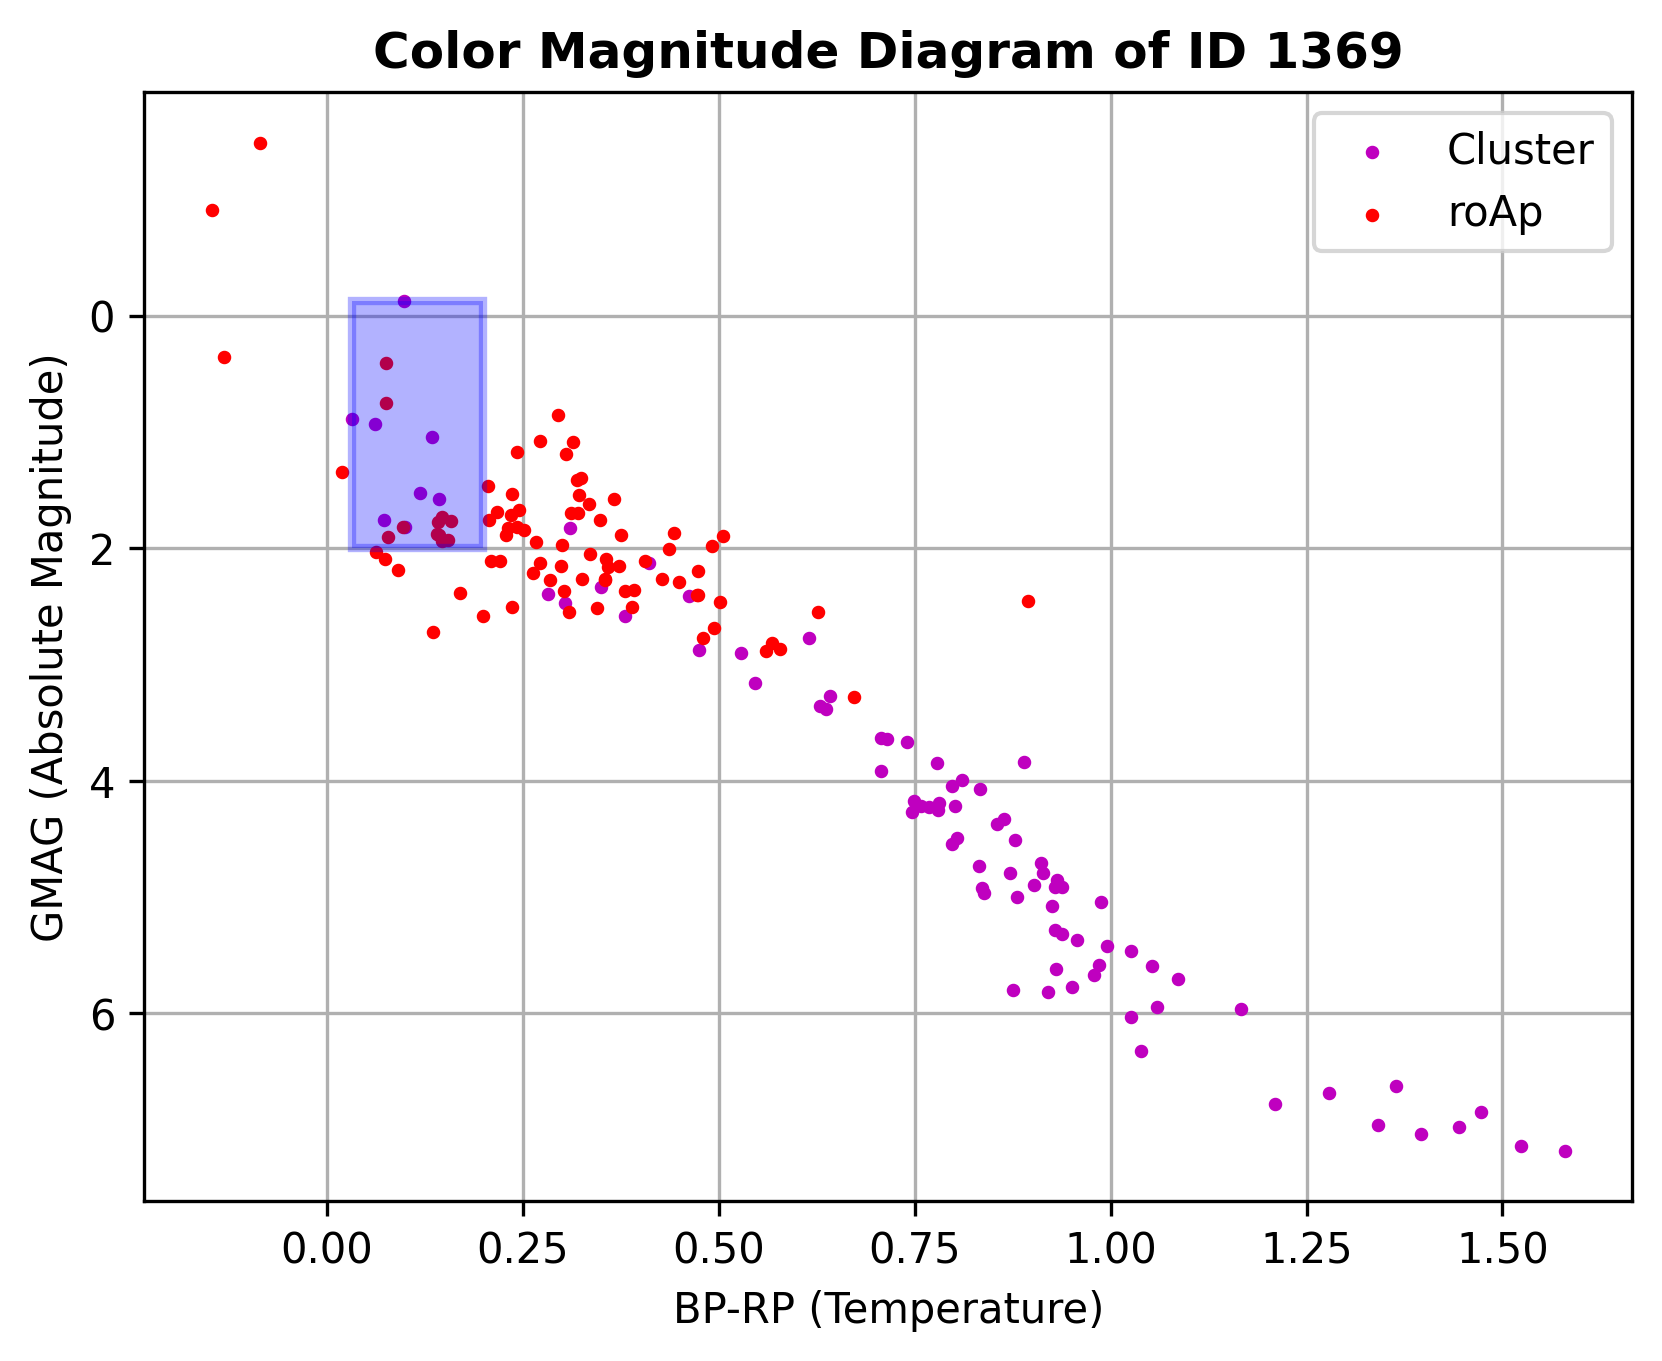 Color Magnitude Diagram of ID 1369
Cluster
roAp
0
2
4
6
GMAG (Absolute Magnitude)
0.00 0.25 0.50 0.75 1.00 1.25 1.50
BP-RP (Temperature)